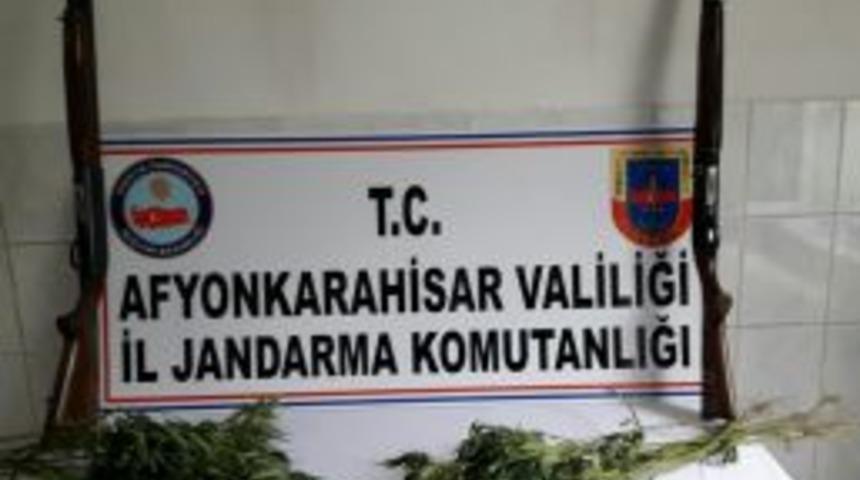 T.C.
AFYONKARAHİSAR VALİLİĞİ
İL JANDARMA KOMUTANLIĞI